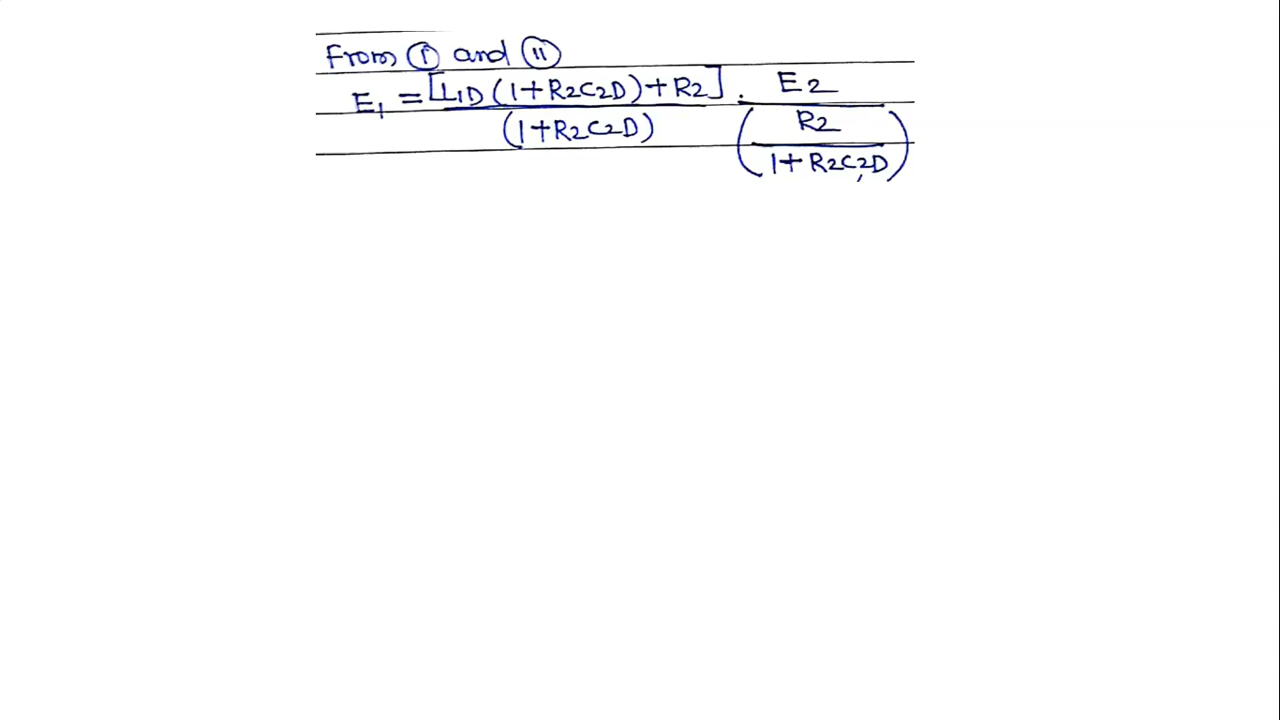 From (i) and (ii)
E1 = [L1D (1+R2C2D)+R2] . E2
(1+R2C2D) (R2
1+R2C2D)